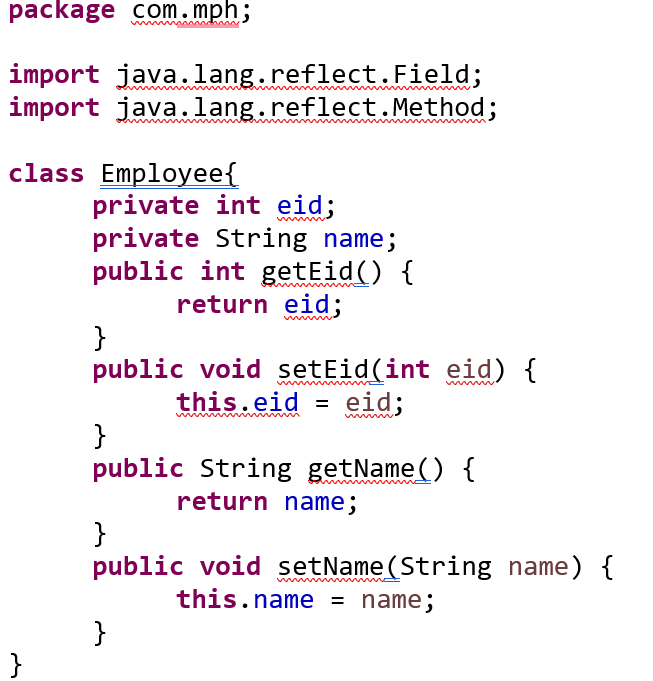 package com.mph;
import java.lang.reflect.Field;
import java.lang.reflect.Method;
class Employee{
private int eid;
private String name;
public int getEid() {
return eid;
}
public void setEid(int eid) {
this.eid = eid;
}
public String getName() {
return name;
}
public void setName(String name) {
this.name = name;
}
}